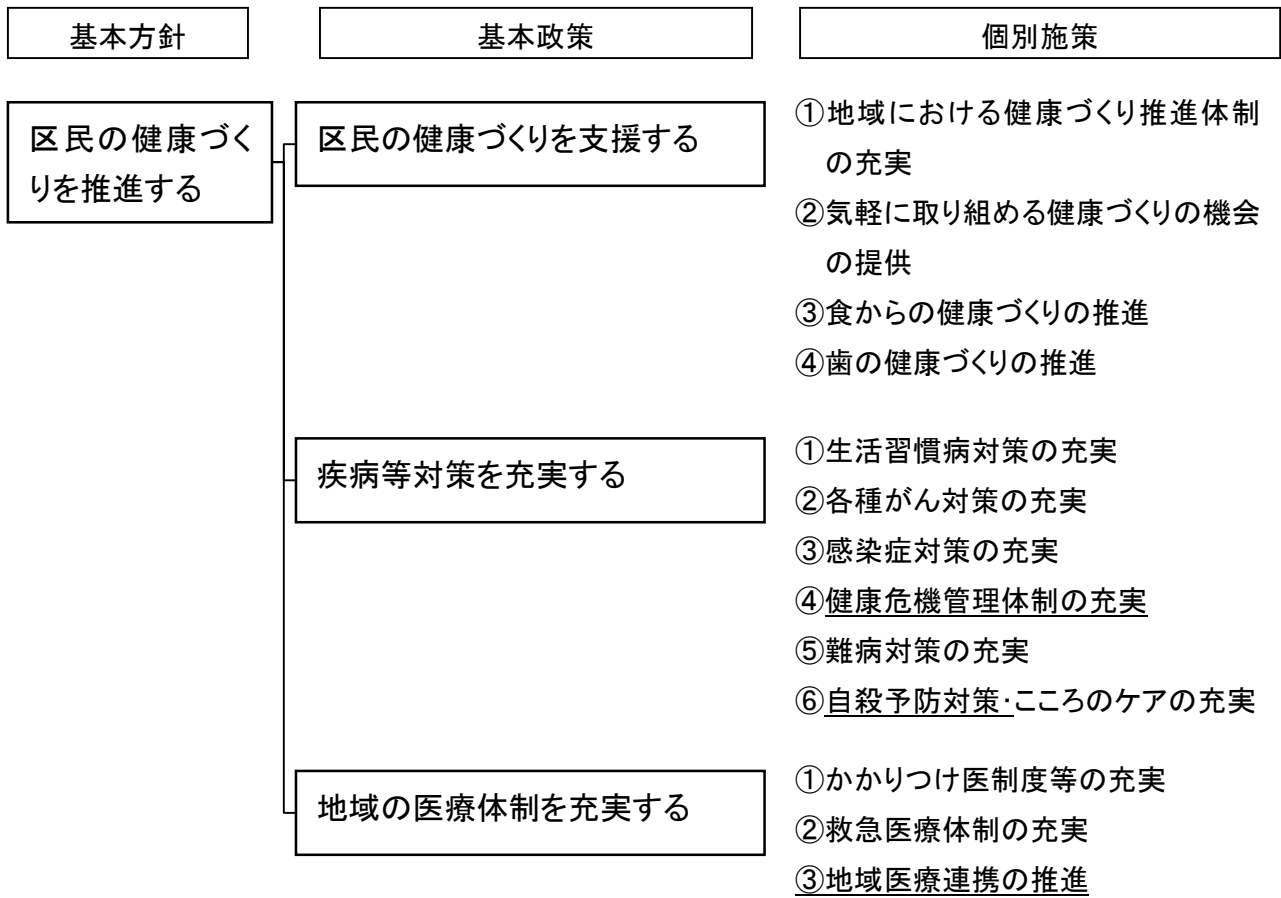 基本方針
基本政策
個別施策
区民の健康づく
りを推進する
区民の健康づくりを支援する
①地域における健康づくり推進体制
の充実
②気軽に取り組める健康づくりの機会
の提供
③食からの健康づくりの推進
④歯の健康づくりの推進
疾病等対策を充実する
①生活習慣病対策の充実
②各種がん対策の充実
③感染症対策の充実
④健康危機管理体制の充実
⑤難病対策の充実
⑥自殺予防対策・こころのケアの充実
地域の医療体制を充実する
①かかりつけ医制度等の充実
②救急医療体制の充実
③地域医療連携の推進